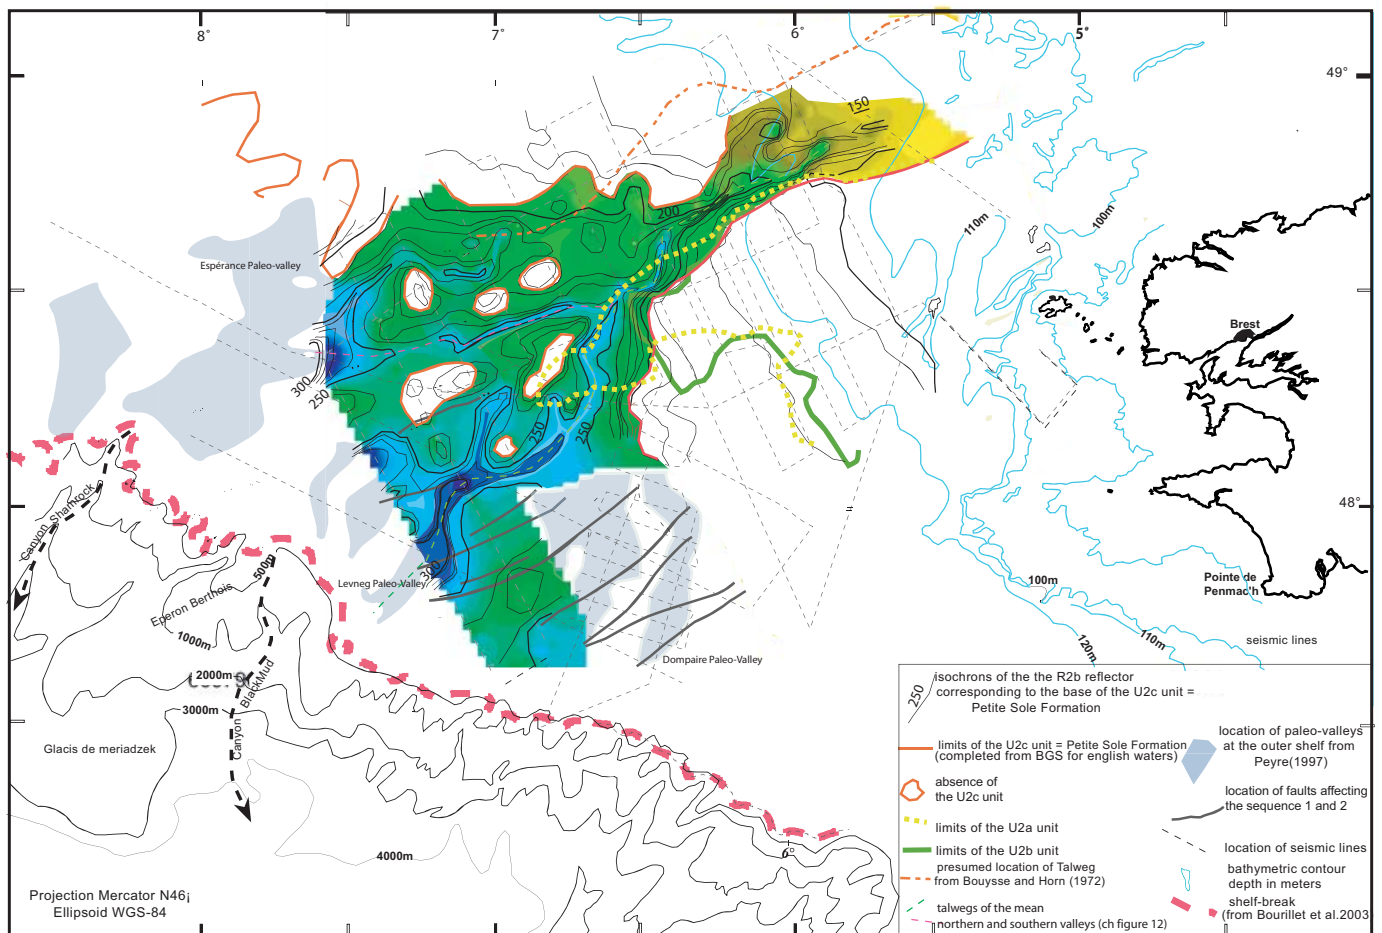 8°
7°
6°
5°
49°
150
200
110m
100m
Espérance Paleo-valley
300
250
Brest
250
250
48°
Canyon Shamrock
500m
300
Levneg Paleo-Valley
Eperon Berthois
1000m
100m
Pointe de
Penmac'h
110m
120m
seismic lines
Dompaire Paleo-Valley
2000m
3000m
Canyon BlackMud
Glacis de meriadzek
4000m
6°
Projection Mercator N46¡
Ellipsoid WGS-84
250
isochrons of the the R2b reflector
corresponding to the base of the U2c unit =
Petite Sole Formation
limits of the U2c unit = Petite Sole Formation
(completed from BGS for english waters)
absence of
the U2c unit
limits of the U2a unit
limits of the U2b unit
presumed location of Talweg
from Bouysse and Horn (1972)
talwegs of the mean
northern and southern valleys (ch figure 12)
location of paleo-valleys
at the outer shelf from
Peyre(1997)
location of faults affecting
the sequence 1 and 2
location of seismic lines
bathymetric contour
depth in meters
shelf-break
(from Bourillet et al.2003)